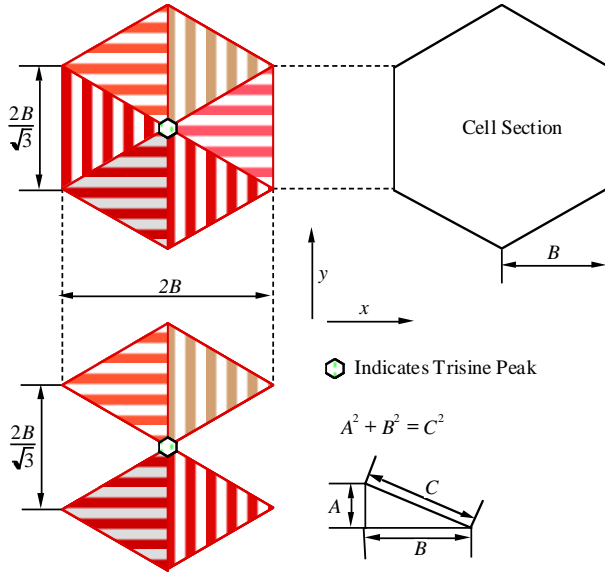 2B
√3
Cell Section
B
y
2B
x
Indicates Trisine Peak
2B
√3
A² + B² = C²
A
C
B